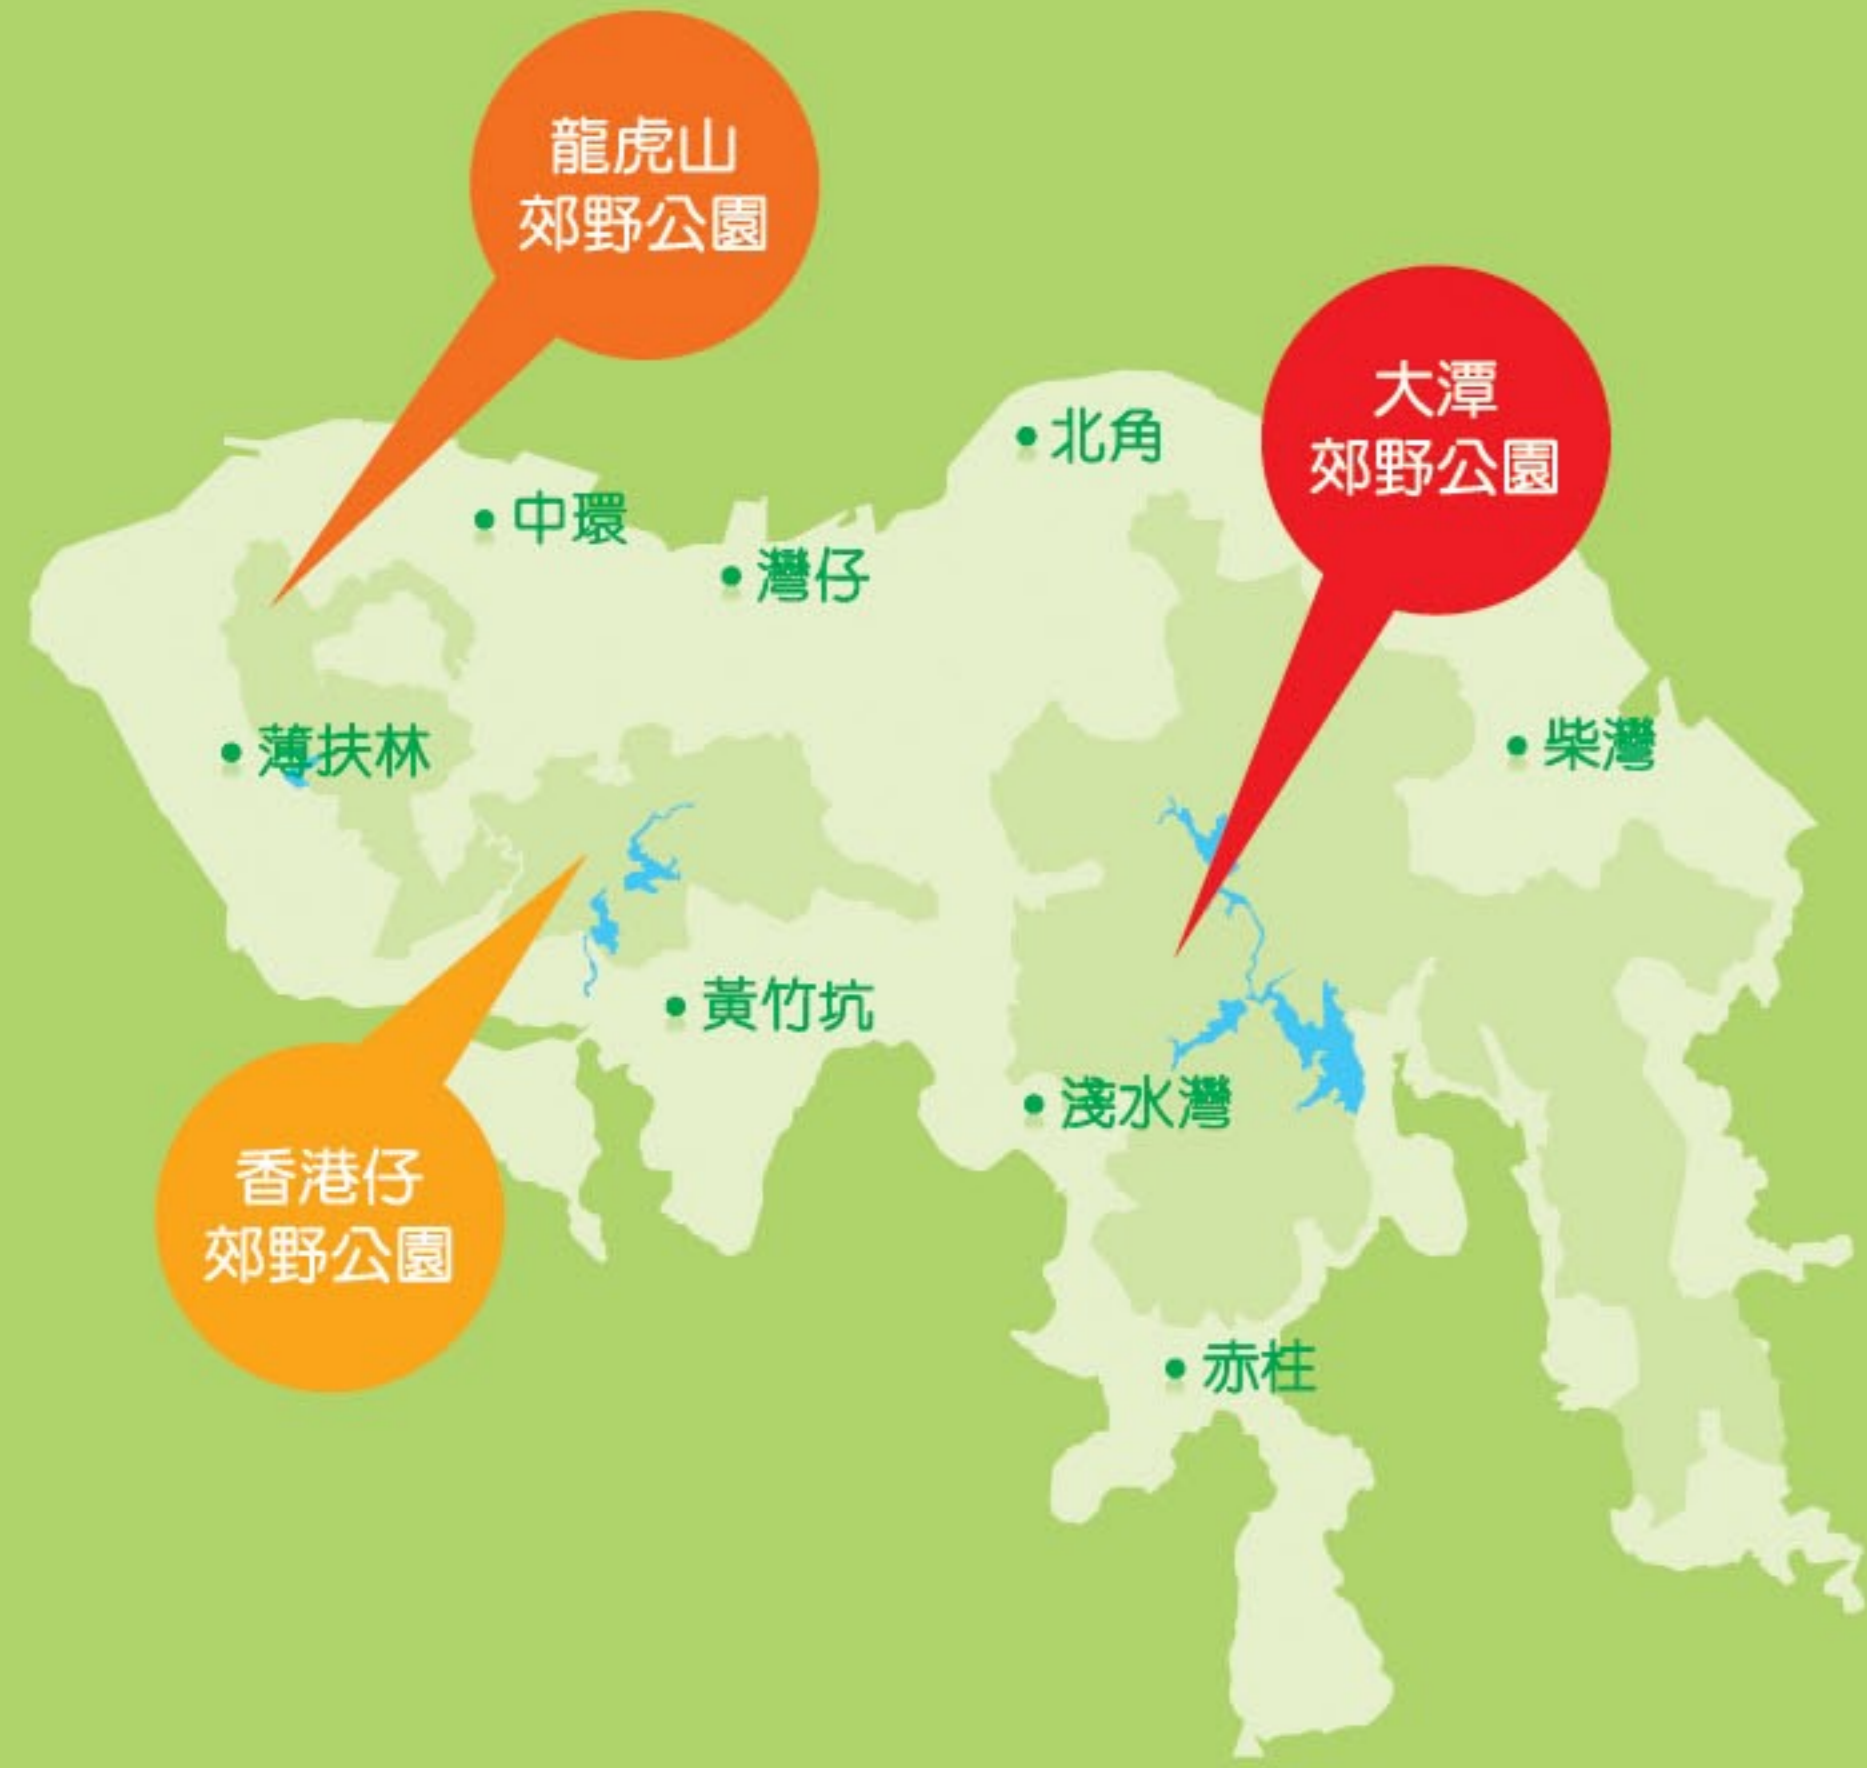 龍虎山
郊野公園
大潭
郊野公園
北角
中環
灣仔
薄扶林
柴灣
黃竹坑
淺水灣
香港仔
郊野公園
赤柱